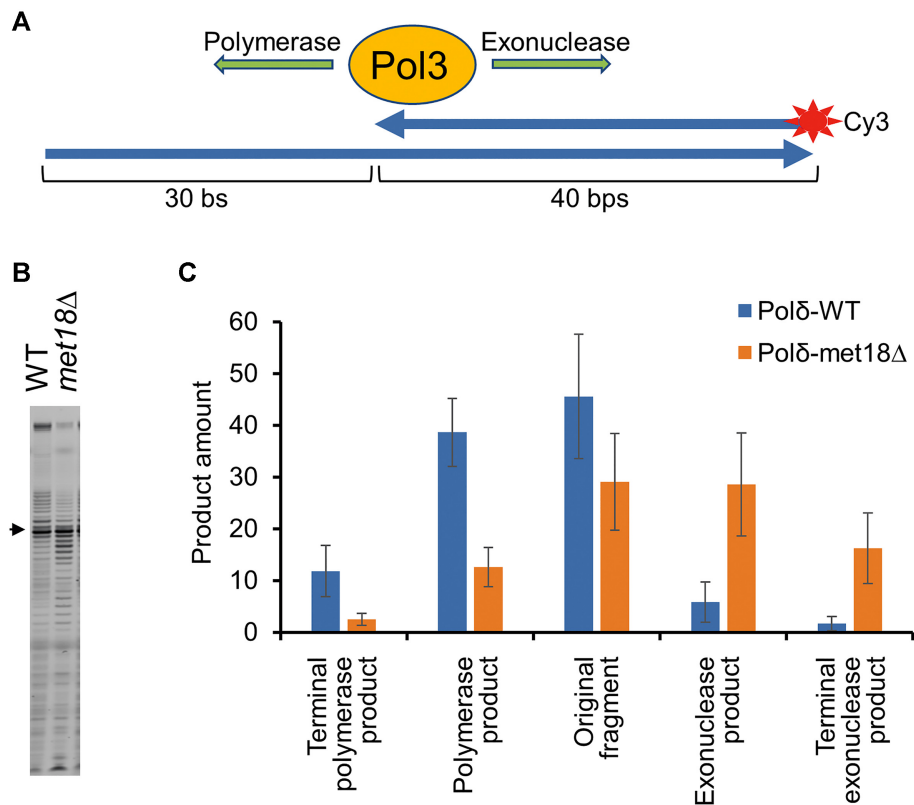 A
Polymerase
Pol3
Exonuclease
Cy3
30 bs
40 bps
B
WT
met18Δ
C
Product amount
60
50
40
30
20
10
0
Polδ-WT
Polδ-met18Δ
Terminal
polymerase
product
Polymerase
product
Original
fragment
Exonuclease
product
Terminal
exonuclease
product